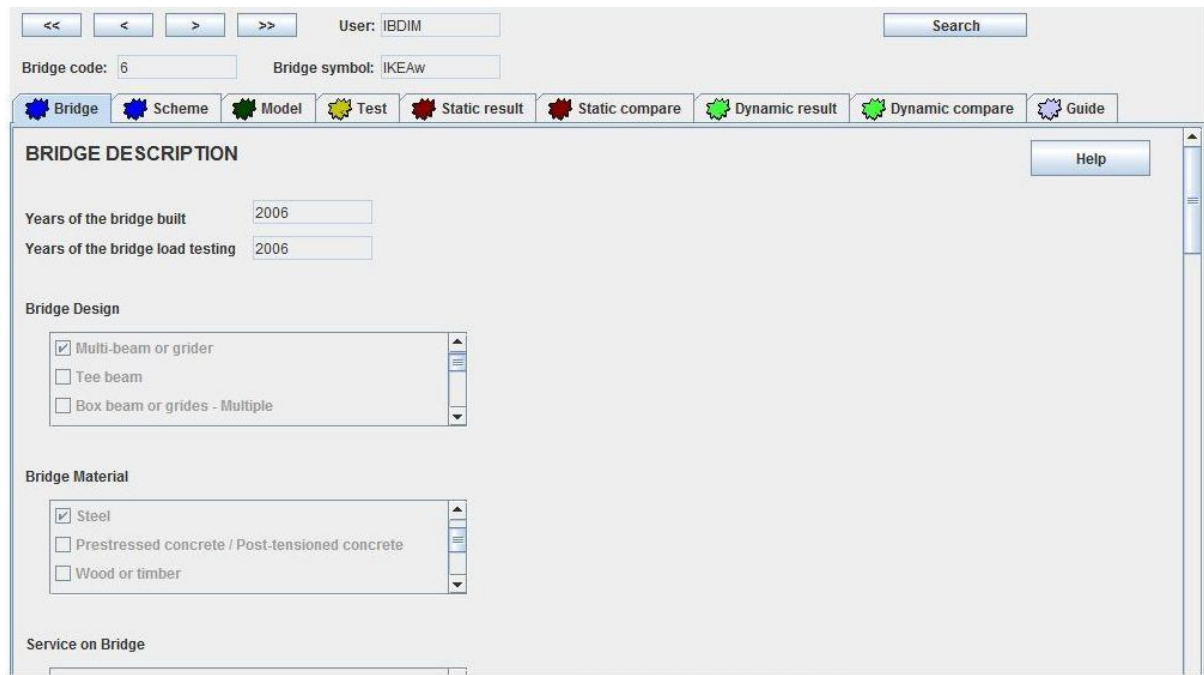 << < > >> User: IBDIM Search
Bridge code: 6 Bridge symbol: IKEAw
Bridge Scheme Model Test Static result Static compare Dynamic result Dynamic compare Guide
BRIDGE DESCRIPTION Help
Years of the bridge built 2006
Years of the bridge load testing 2006
Bridge Design
Multi-beam or grider
Tee beam
Box beam or grides - Multiple
Bridge Material
Steel
Prestressed concrete / Post-tensioned concrete
Wood or timber
Service on Bridge